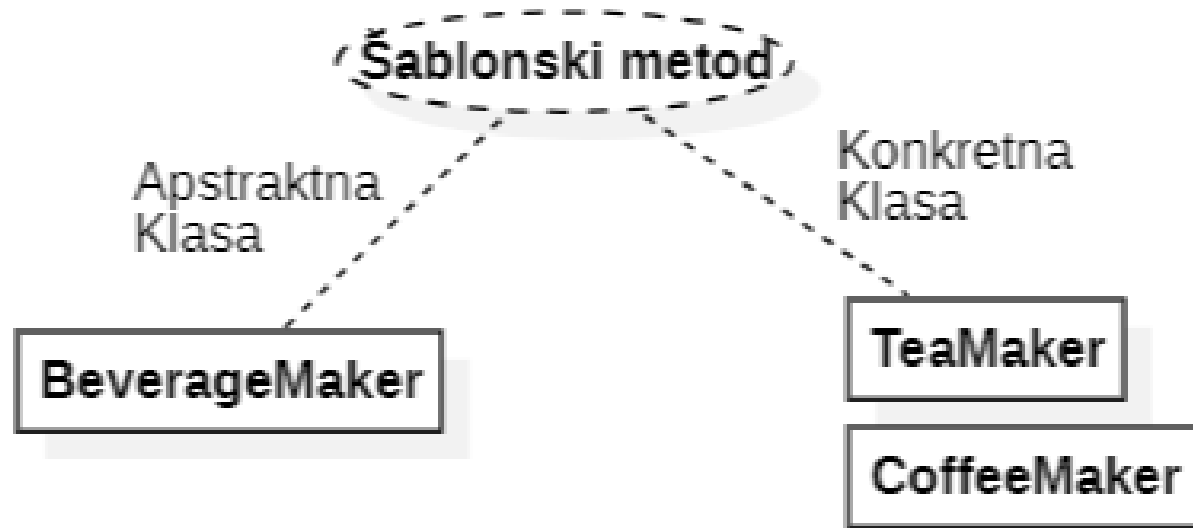 Šablonski metod
Apstraktna
Klasa
Konkretna
Klasa
BeverageMaker
TeaMaker
CoffeeMaker